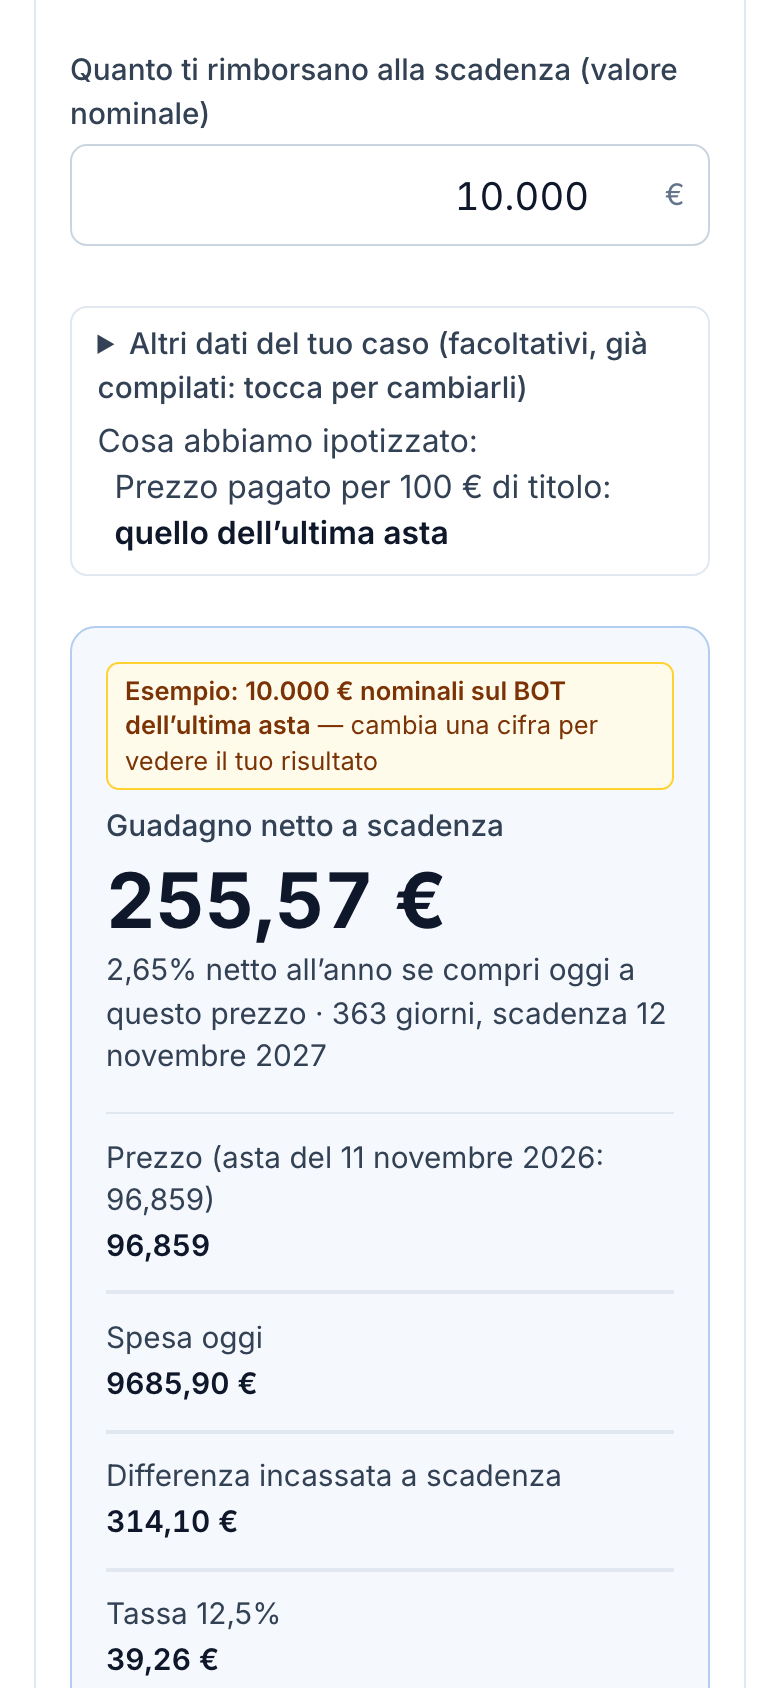 Quanto ti rimborsano alla scadenza (valore
nominale)
10.000 €
▶ Altri dati del tuo caso (facoltativi, già
compilati: tocca per cambiarli)
Cosa abbiamo ipotizzato:
Prezzo pagato per 100 € di titolo:
quello dell’ultima asta
Esempio: 10.000 € nominali sul BOT
dell’ultima asta — cambia una cifra per
vedere il tuo risultato
Guadagno netto a scadenza
255,57 €
2,65% netto all’anno se compri oggi a
questo prezzo · 363 giorni, scadenza 12
novembre 2027
Prezzo (asta del 11 novembre 2026:
96,859)
96,859
Spesa oggi
9685,90 €
Differenza incassata a scadenza
314,10 €
Tassa 12,5%
39,26 €